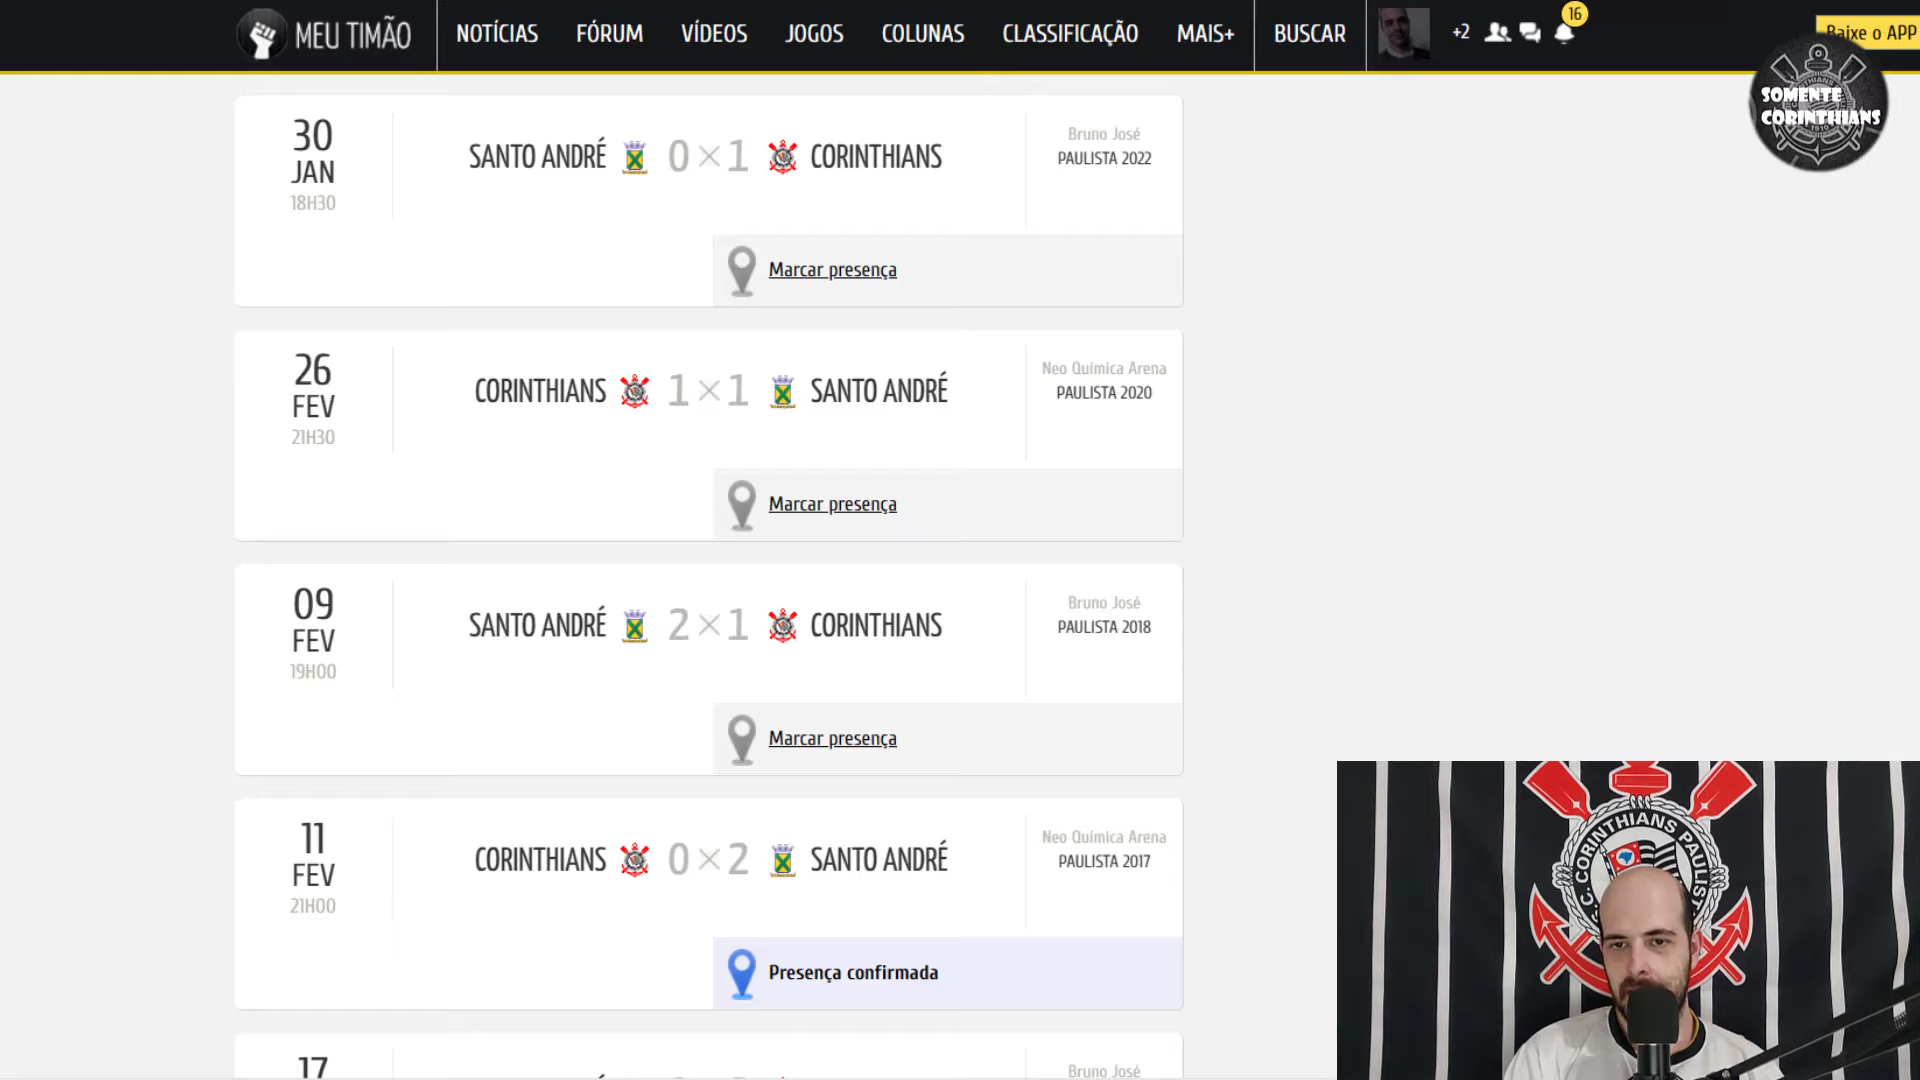 MEU TIMÃO
NOTÍCIAS
FÓRUM
VÍDEOS
JOGOS
COLUNAS
CLASSIFICAÇÃO
MAIS+
BUSCAR
+2
16
Baixe o APP
SOMENTE
CORINTHIANS
1910
30
JAN
18H30
SANTO ANDRÉ 0 × 1 CORINTHIANS
Bruno José
PAULISTA 2022
Marcar presença
26
FEV
21H30
CORINTHIANS 1 × 1 SANTO ANDRÉ
Neo Química Arena
PAULISTA 2020
Marcar presença
09
FEV
19H00
SANTO ANDRÉ 2 × 1 CORINTHIANS
Bruno José
PAULISTA 2018
Marcar presença
11
FEV
21H00
CORINTHIANS 0 × 2 SANTO ANDRÉ
Neo Química Arena
PAULISTA 2017
Presença confirmada
17
Bruno José
S. C. CORINTHIANS PAULIST